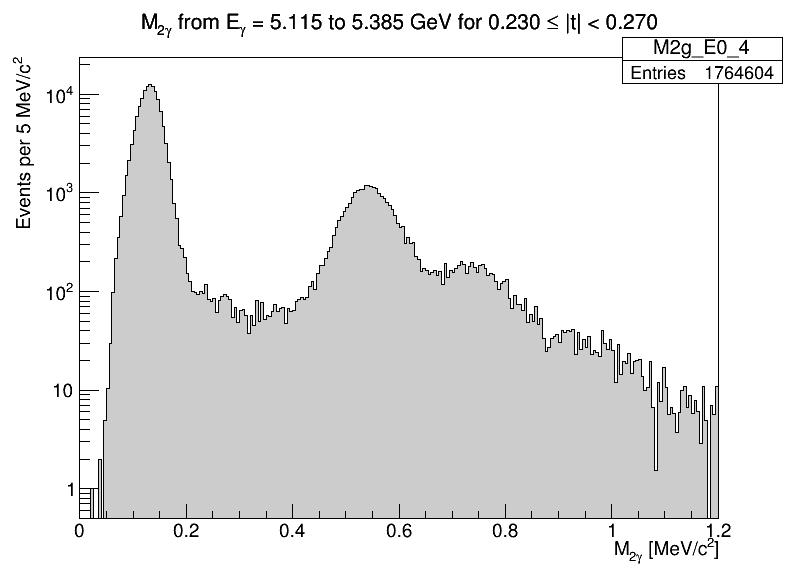 M2γ from Eγ = 5.115 to 5.385 GeV for 0.230 ≤ |t| < 0.270
M2g_E0_4
Entries 1764604
Events per 5 MeV/c²
10⁴
10³
10²
10
1
0 0.2 0.4 0.6 0.8 1 1.2
M2γ [MeV/c²]